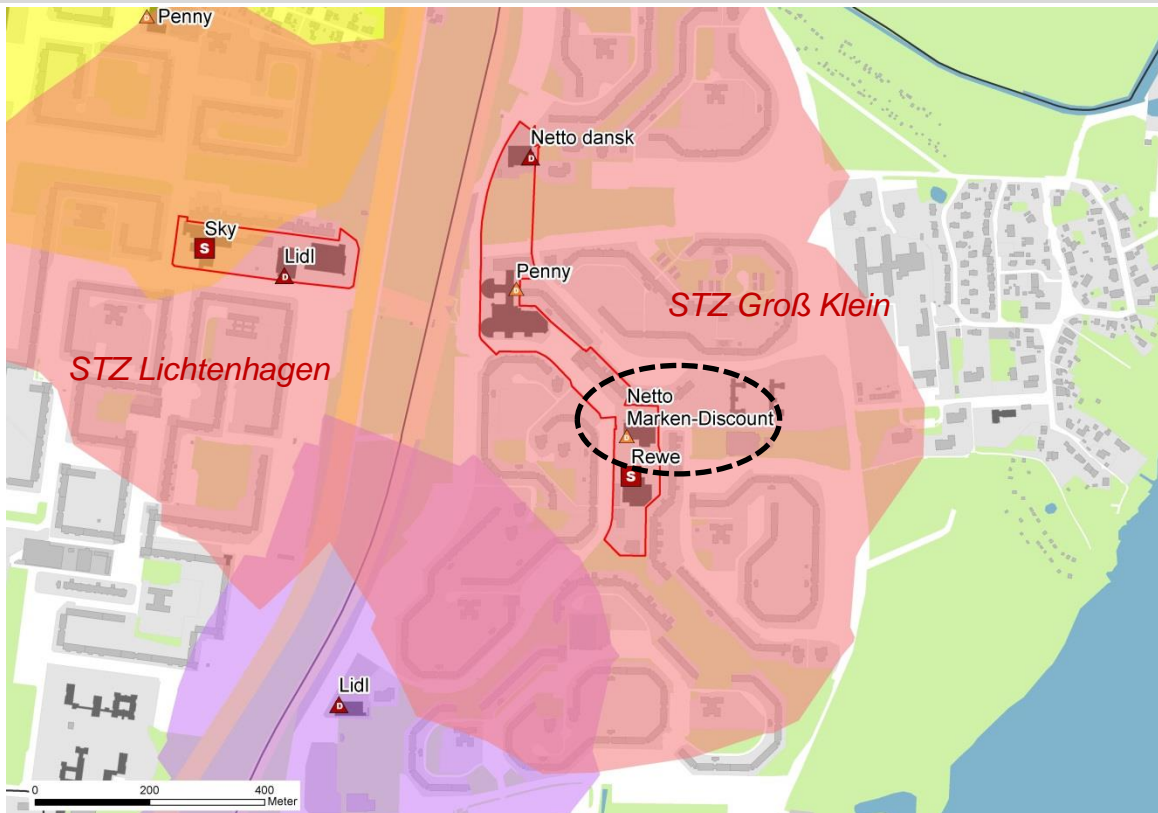 Penny
Netto dansk
D
Sky
S
Lidl
D
Penny
STZ Groß Klein
STZ Lichtenhagen
Netto
Marken-Discount
Rewe
S
Lidl
D
0 200 400
Meter